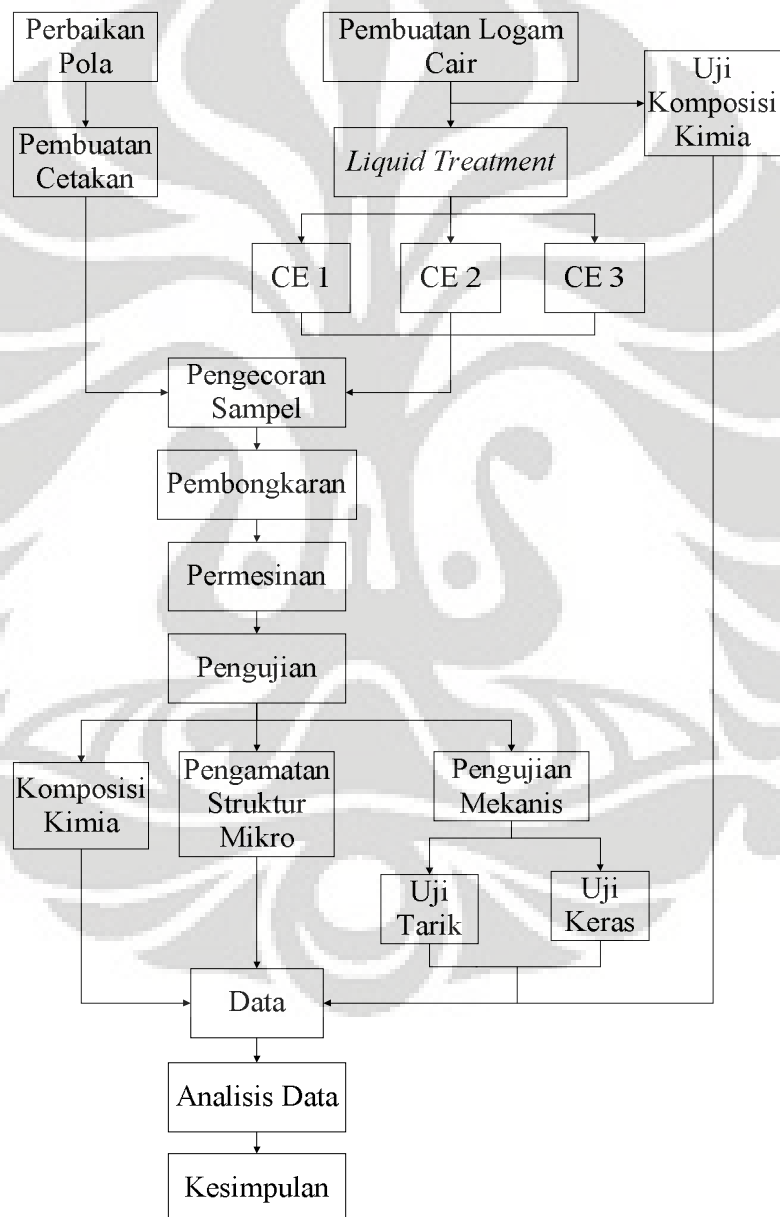 Perbaikan
Pola
Pembuatan Logam
Cair
Uji
Komposisi
Kimia
Pembuatan
Cetakan
Liquid Treatment
CE 1
CE 2
CE 3
Pengecoran
Sampel
Pembongkaran
Permesinan
Pengujian
Komposisi
Kimia
Pengamatan
Struktur
Mikro
Pengujian
Mekanis
Uji
Tarik
Uji
Keras
Data
Analisis Data
Kesimpulan